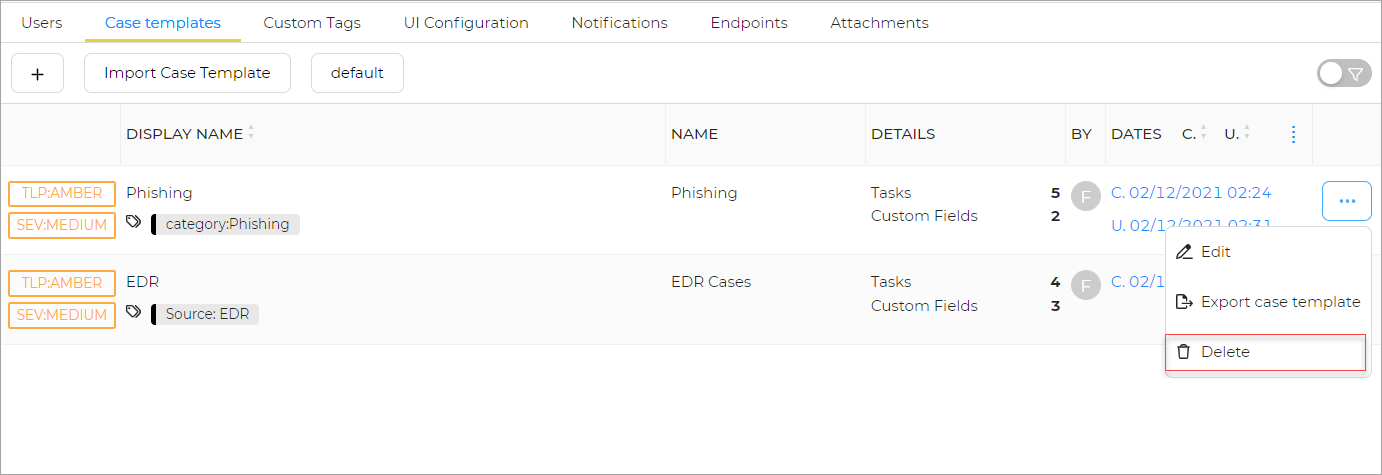 Users Case templates Custom Tags UI Configuration Notifications Endpoints Attachments
+ Import Case Template default
DISPLAY NAME NAME DETAILS BY DATES C. U.
TLP:AMBER Phishing Phishing Tasks 5 F C. 02/12/2021 02:24
SEV:MEDIUM category:Phishing Custom Fields 2 U. 02/12/2021 02:31
Edit
TLP:AMBER EDR EDR Cases Tasks 4 F C. 02/1
SEV:MEDIUM Source: EDR Custom Fields 3 Export case template
Delete